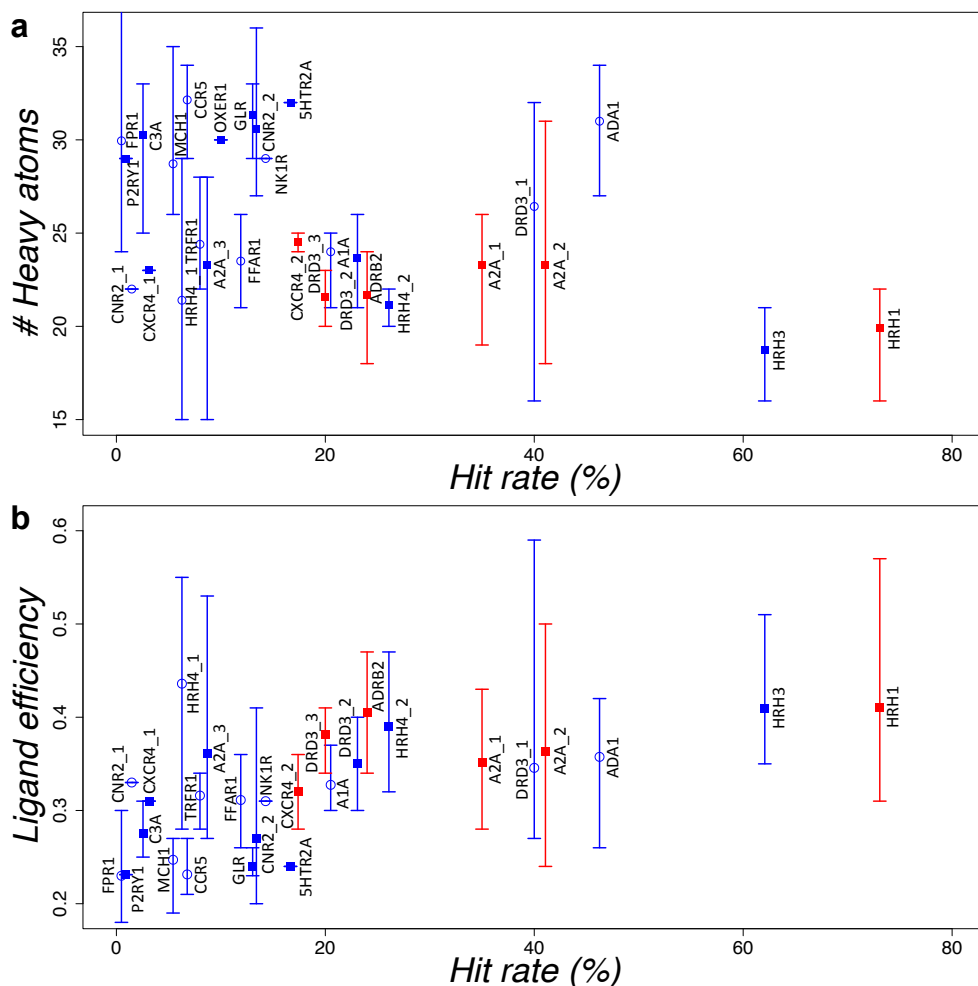 a
# Heavy atoms
35
30
25
20
15
FPR1
P2RY1
C3A
MCH1
CCR5
OXER1
GLR
CNR2_2
5HTR2A
NK1R
CNR2_1
CXCR4_1
HRH4_1
TRFR1
A2A_3
FFAR1
CXCR4_2
DRD3_3
DRD3_2
A1A
ADRB2
HRH4_2
A2A_1
DRD3_1
A2A_2
ADA1
HRH3
HRH1
0
20
40
60
80
Hit rate (%)
b
Ligand efficiency
0.6
0.5
0.4
0.3
0.2
FPR1
P2RY1
CNR2_1
CXCR4_1
C3A
MCH1
CCR5
HRH4_1
TRFR1
A2A_3
FFAR1
GLR
CNR2_2
NK1R
5HTR2A
CXCR4_2
DRD3_3
A1A
DRD3_2
ADRB2
HRH4_2
A2A_1
DRD3_1
A2A_2
ADA1
HRH3
HRH1
0
20
40
60
80
Hit rate (%)